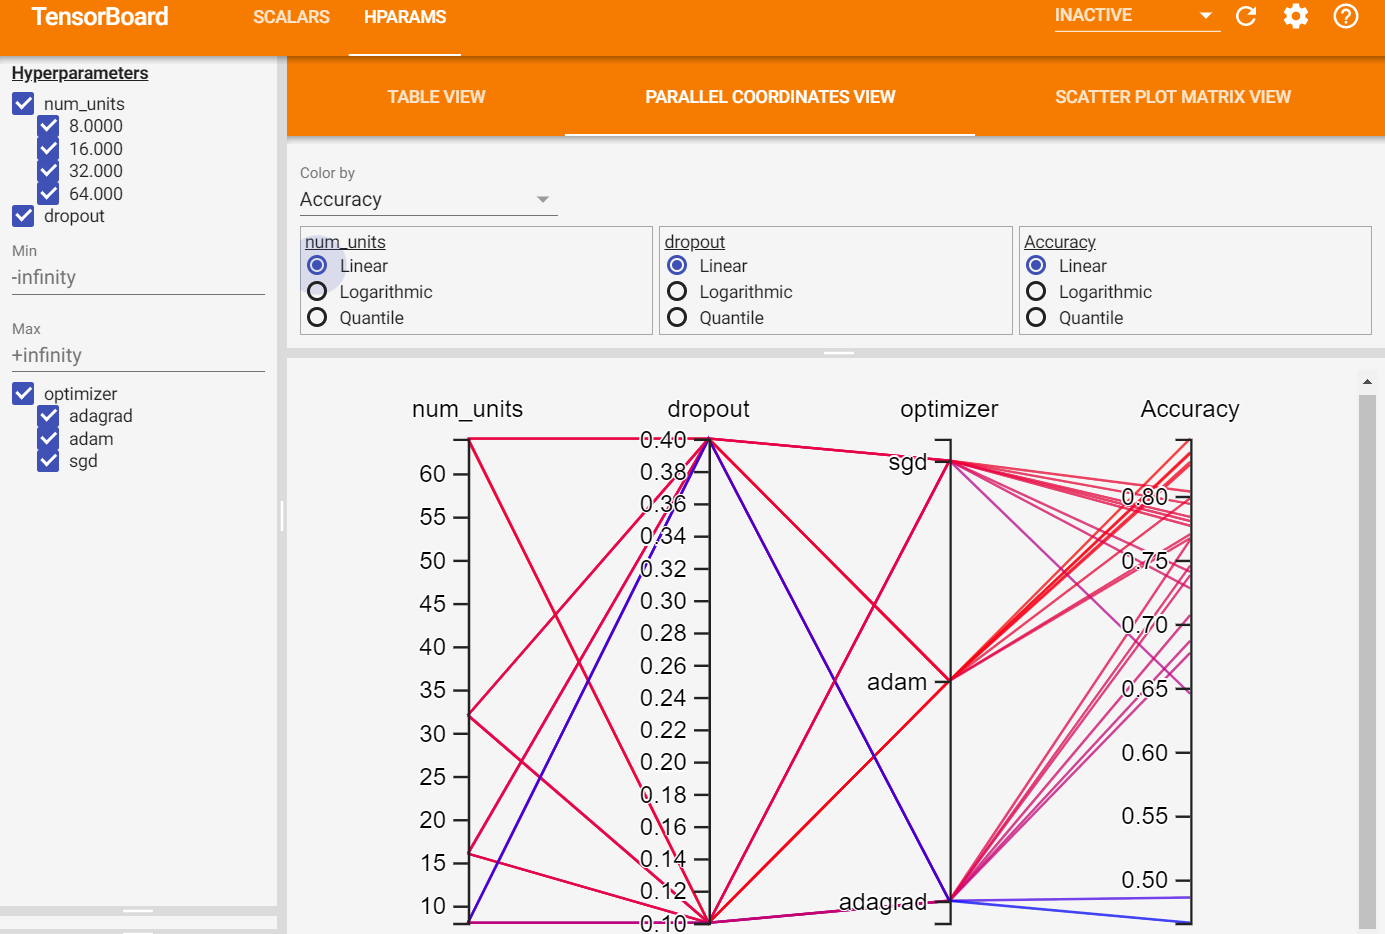 TensorBoard
SCALARS
HPARAMS
INACTIVE
Hyperparameters
num_units
8.0000
16.000
32.000
64.000
dropout
Min
-infinity
Max
+infinity
optimizer
adagrad
adam
sgd
TABLE VIEW
PARALLEL COORDINATES VIEW
SCATTER PLOT MATRIX VIEW
Color by
Accuracy
num_units
Linear
Logarithmic
Quantile
dropout
Linear
Logarithmic
Quantile
Accuracy
Linear
Logarithmic
Quantile
num_units
60
55
50
45
40
35
30
25
20
15
10
dropout
0.40
0.38
0.36
0.34
0.32
0.30
0.28
0.26
0.24
0.22
0.20
0.18
0.16
0.14
0.12
0.10
optimizer
sgd
adam
adagrad
Accuracy
0.80
0.75
0.70
0.65
0.60
0.55
0.50